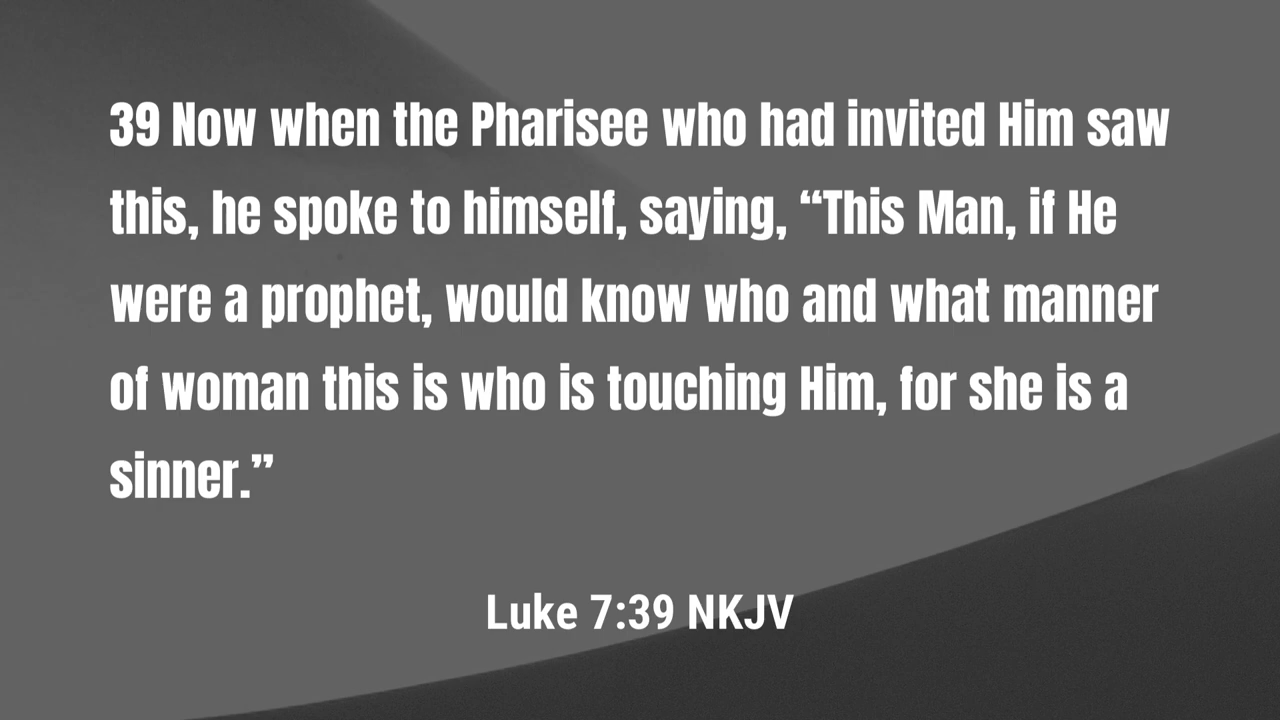 39 Now when the Pharisee who had invited Him saw
this, he spoke to himself, saying, “This Man, if He
were a prophet, would know who and what manner
of woman this is who is touching Him, for she is a
sinner.”
Luke 7:39 NKJV